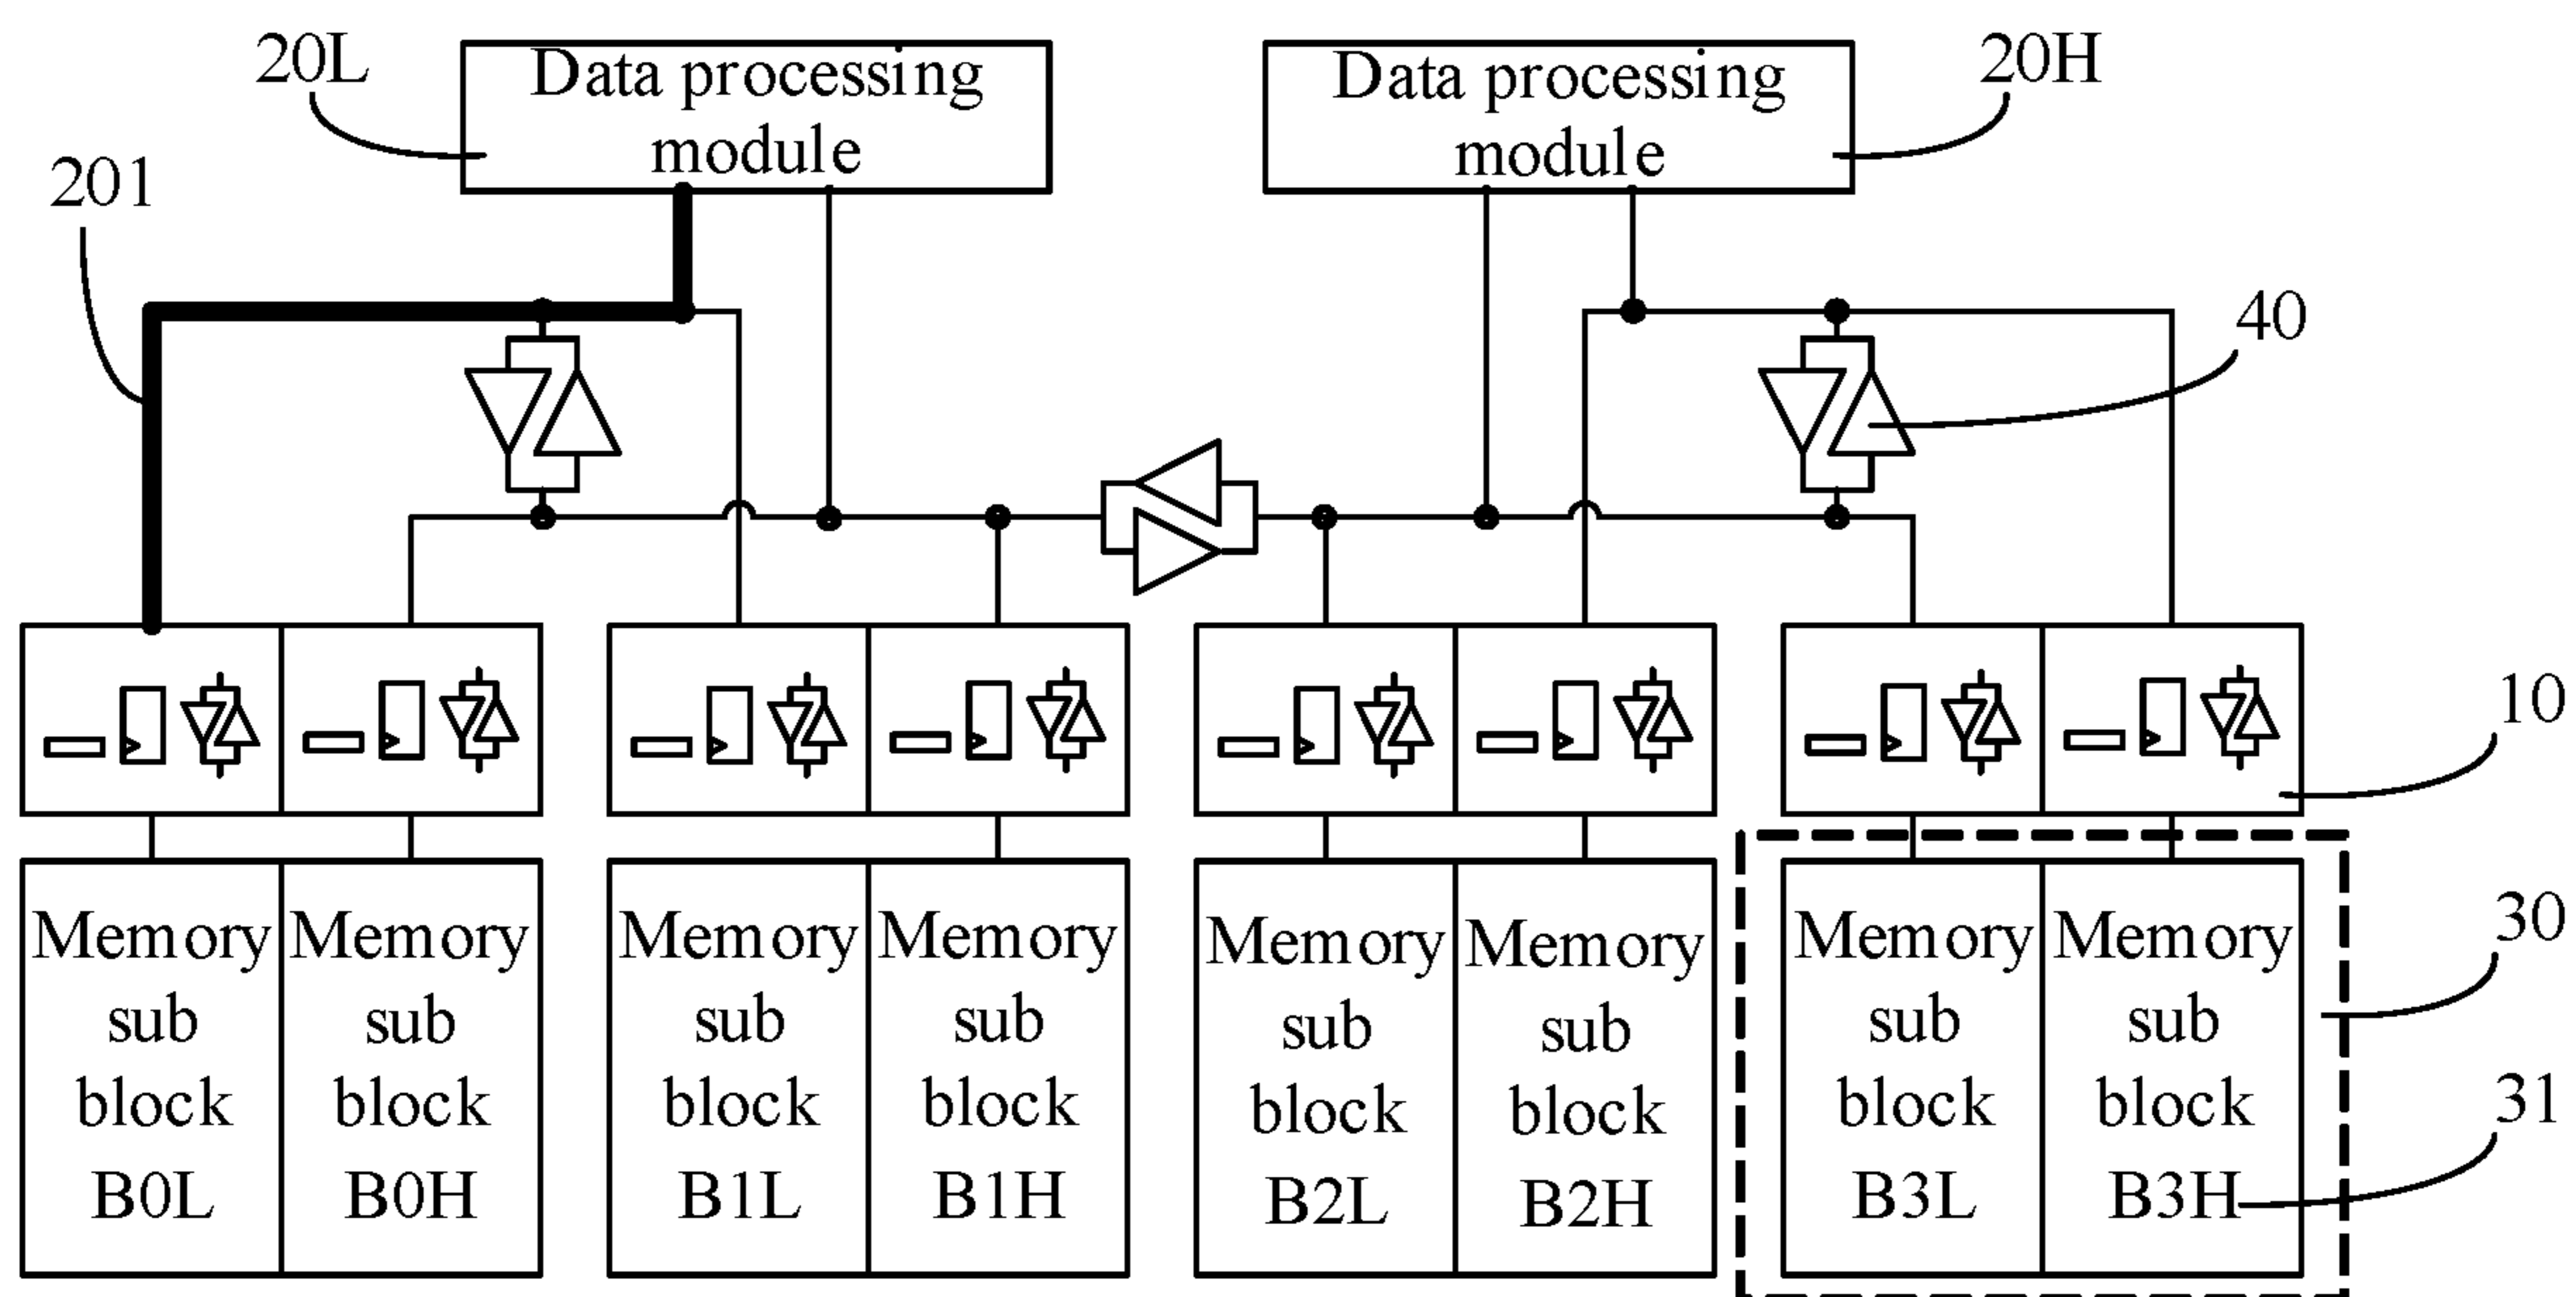 20L
Data processing
module
Data processing
module
20H
201
40
10
Memory
sub
block
B0L
Memory
sub
block
B0H
Memory
sub
block
B1L
Memory
sub
block
B1H
Memory
sub
block
B2L
Memory
sub
block
B2H
Memory
sub
block
B3L
Memory
sub
block
B3H
30
31